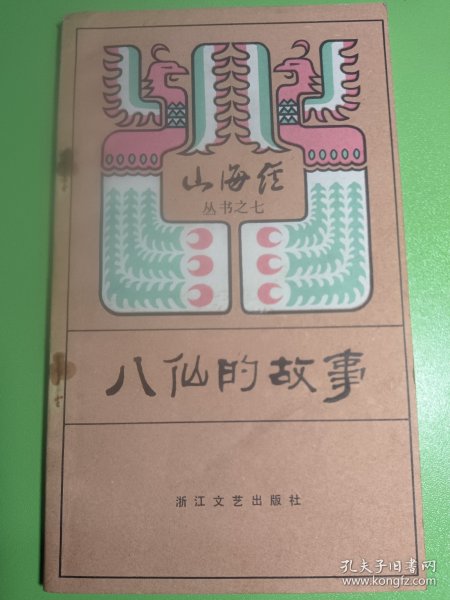 山海经
丛书之七
八仙的故事
浙江文艺出版社
孔夫子旧书网
www.kongfz.com